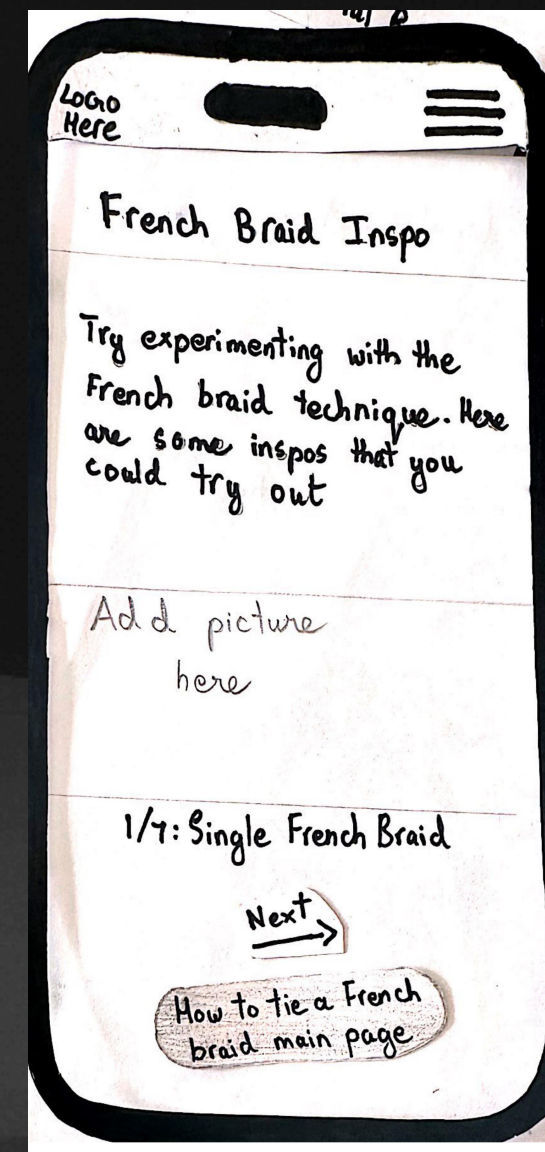 Logo
Here
French Braid Inspo
Try experimenting with the
French braid technique. Here
are some inspos that you
could try out
Add picture
here
1/7: Single French Braid
Next
How to tie a French
braid main page